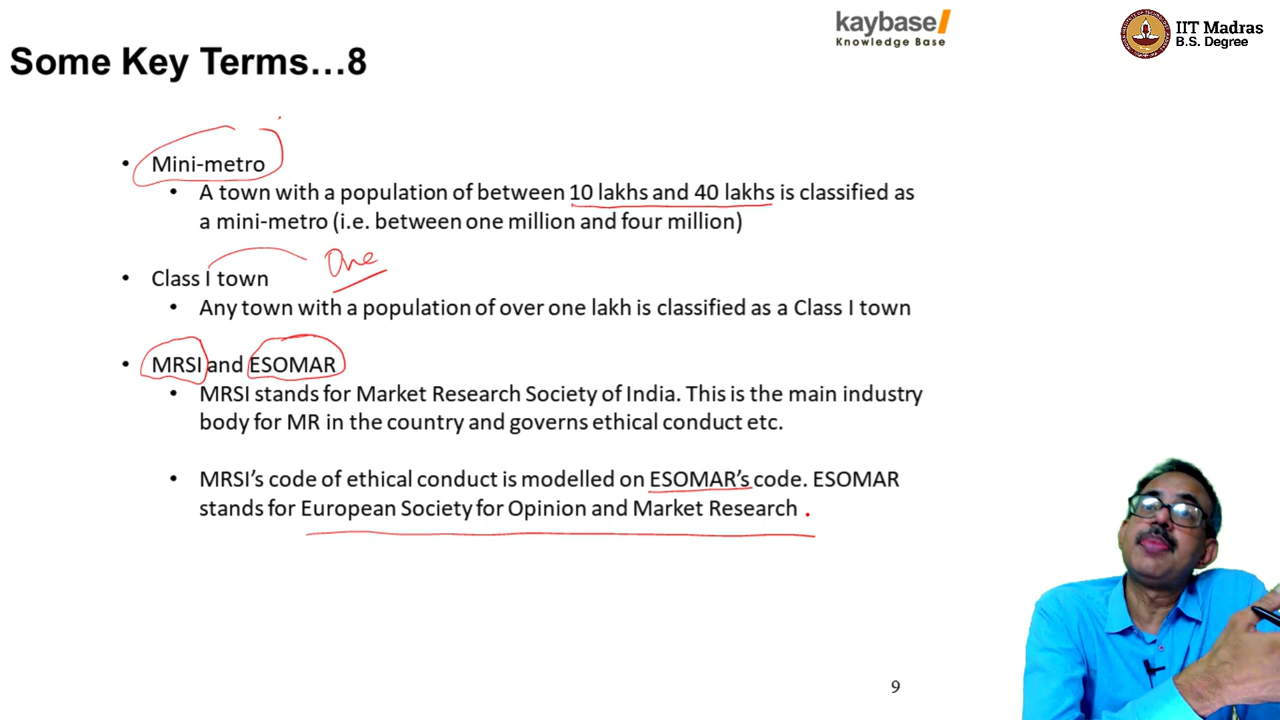 kaybase
Knowledge Base
IIT Madras
B.S. Degree
Some Key Terms…8
• Mini-metro
• A town with a population of between 10 lakhs and 40 lakhs is classified as
a mini-metro (i.e. between one million and four million)
One
• Class I town
• Any town with a population of over one lakh is classified as a Class I town
• MRSI and ESOMAR
• MRSI stands for Market Research Society of India. This is the main industry
body for MR in the country and governs ethical conduct etc.
• MRSI’s code of ethical conduct is modelled on ESOMAR’s code. ESOMAR
stands for European Society for Opinion and Market Research .
9